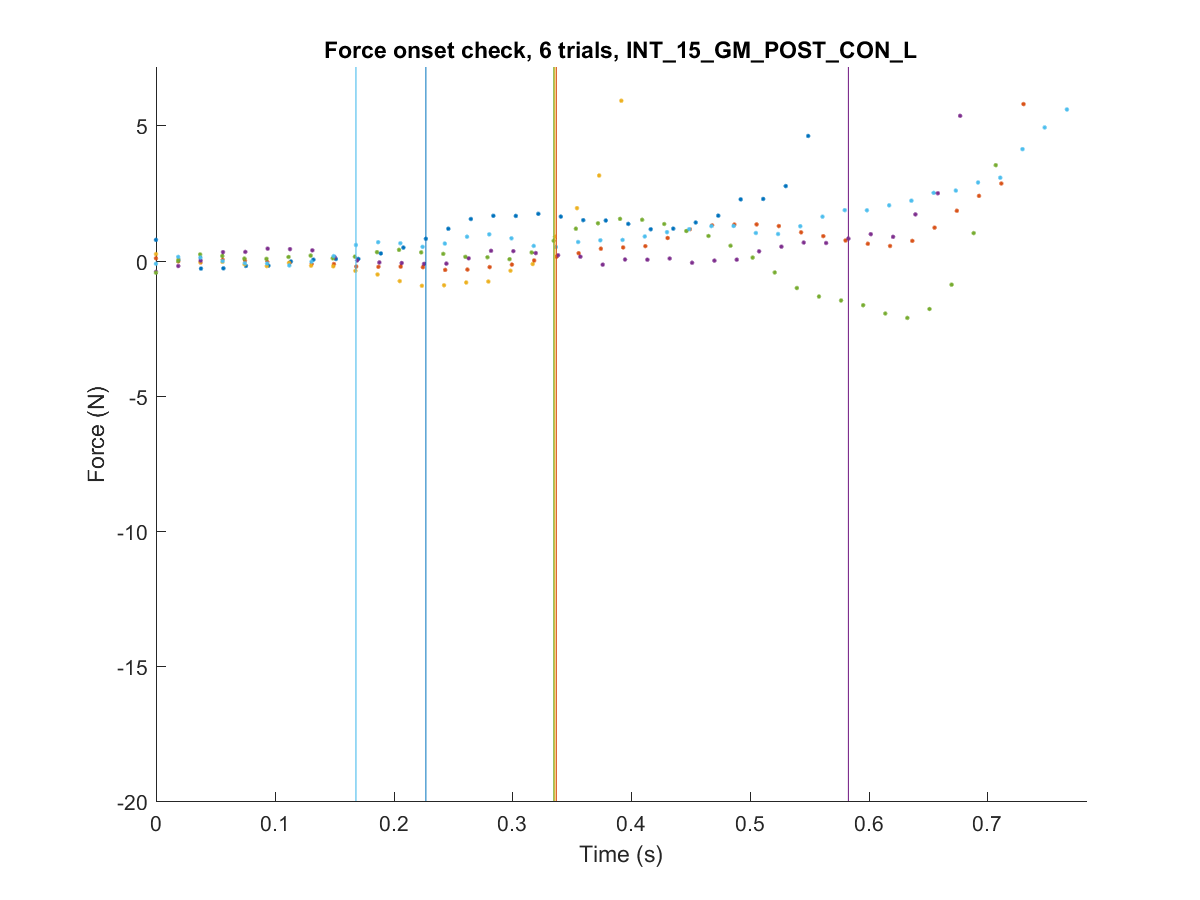 Force onset check, 6 trials, INT_15_GM_POST_CON_L
5
0
-5
-10
-15
-20
Force (N)
0 0.1 0.2 0.3 0.4 0.5 0.6 0.7
Time (s)